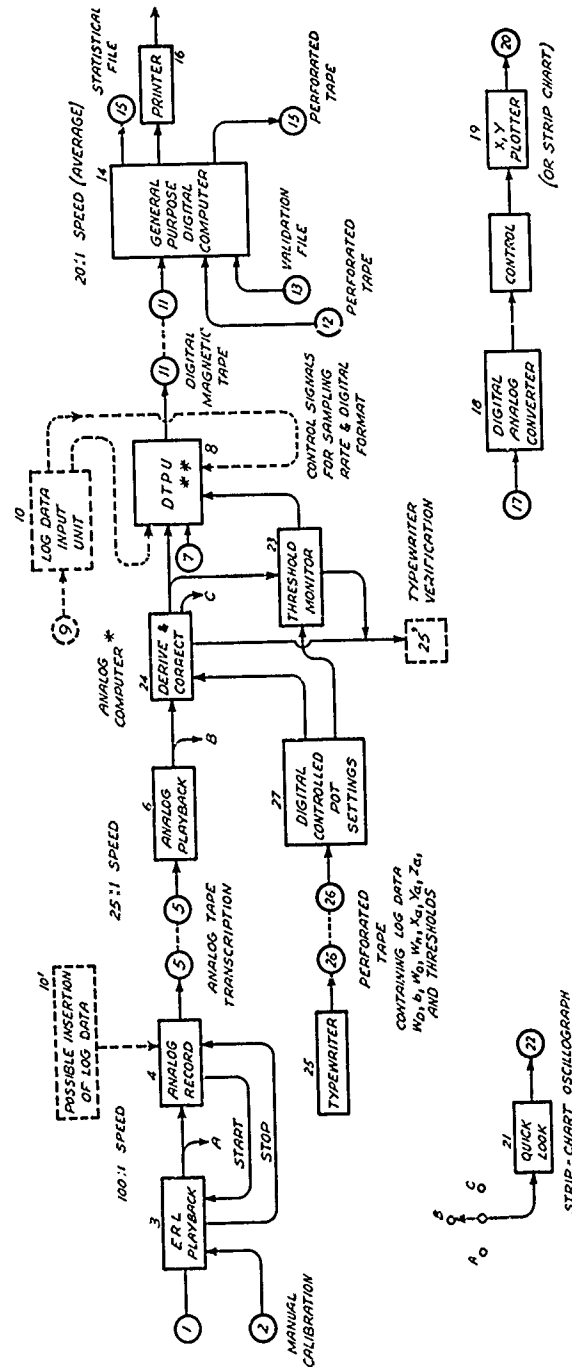 1
2
MANUAL
CALIBRATION
3
ERL
PLAYBACK
A
START
STOP
100:1 SPEED
10'
POSSIBLE INSERTION
OF LOG DATA
4
ANALOG
RECORD
5
5
ANALOG TAPE
TRANSCRIPTION
25:1 SPEED
6
ANALOG
PLAYBACK
B
ANALOG
COMPUTER *
24
DERIVE &
CORRECT
C
9
10
LOG DATA
INPUT
UNIT
7
DTPU
**
8
CONTROL SIGNALS
FOR SAMPLING
RATE & DIGITAL
FORMAT
11
11
DIGITAL
MAGNETIC
TAPE
20:1 SPEED (AVERAGE)
14
GENERAL
PURPOSE
DIGITAL
COMPUTER
13
VALIDATION
FILE
12
PERFORATED
TAPE
15
STATISTICAL
FILE
PRINTER
16
15
PERFORATED
TAPE
25
TYPEWRITER
26
26
PERFORATED
TAPE
CONTAINING LOG DATA
AND THRESHOLDS
27
DIGITAL
CONTROLLED
POT
SETTINGS
23
THRESHOLD
MONITOR
TYPEWRITER
VERIFICATION
A
B
C
21
QUICK
LOOK
22
STRIP-CHART OSCILLOGRAPH
17
18
DIGITAL
ANALOG
CONVERTER
CONTROL
19
X,Y
PLOTTER
20
(OR STRIP CHART)